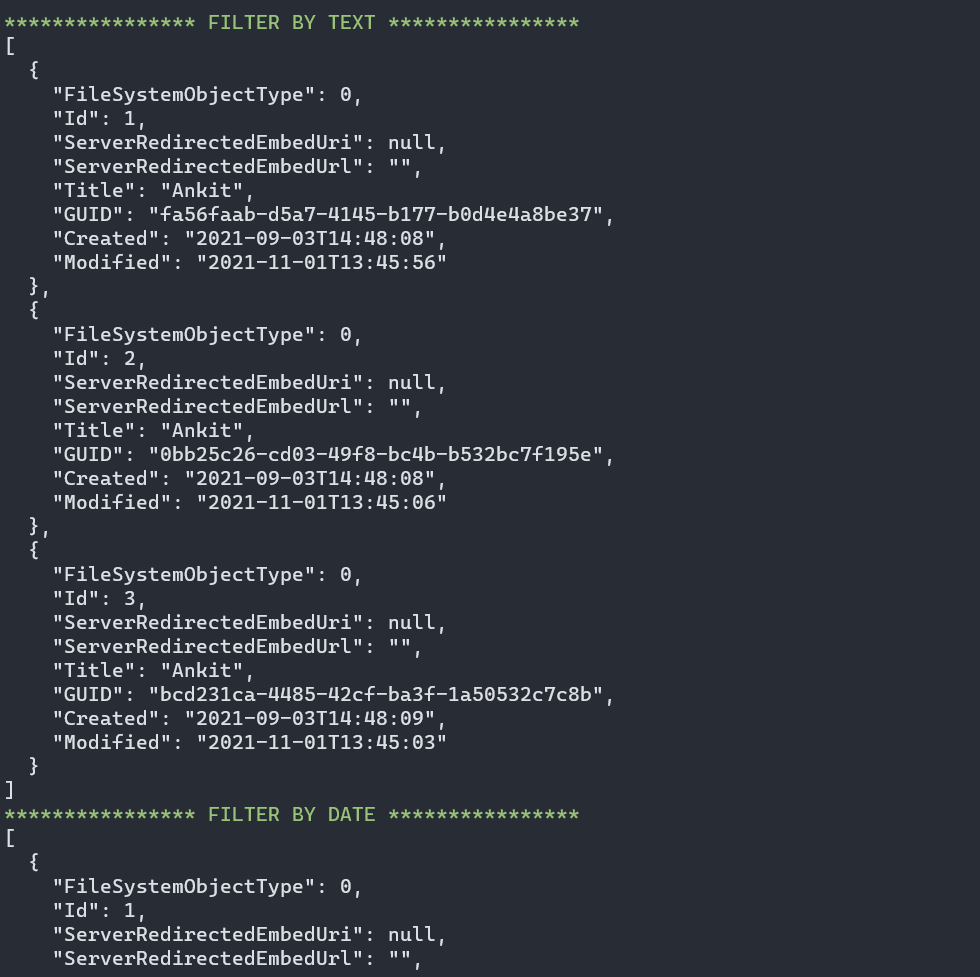 **************** FILTER BY TEXT ****************
[
  {
    "FileSystemObjectType": 0,
    "Id": 1,
    "ServerRedirectedEmbedUri": null,
    "ServerRedirectedEmbedUrl": "",
    "Title": "Ankit",
    "GUID": "fa56faab-d5a7-4145-b177-b0d4e4a8be37",
    "Created": "2021-09-03T14:48:08",
    "Modified": "2021-11-01T13:45:56"
  },
  {
    "FileSystemObjectType": 0,
    "Id": 2,
    "ServerRedirectedEmbedUri": null,
    "ServerRedirectedEmbedUrl": "",
    "Title": "Ankit",
    "GUID": "0bb25c26-cd03-49f8-bc4b-b532bc7f195e",
    "Created": "2021-09-03T14:48:08",
    "Modified": "2021-11-01T13:45:06"
  },
  {
    "FileSystemObjectType": 0,
    "Id": 3,
    "ServerRedirectedEmbedUri": null,
    "ServerRedirectedEmbedUrl": "",
    "Title": "Ankit",
    "GUID": "bcd231ca-4485-42cf-ba3f-1a50532c7c8b",
    "Created": "2021-09-03T14:48:09",
    "Modified": "2021-11-01T13:45:03"
  }
]
**************** FILTER BY DATE ****************
[
  {
    "FileSystemObjectType": 0,
    "Id": 1,
    "ServerRedirectedEmbedUri": null,
    "ServerRedirectedEmbedUrl": "",